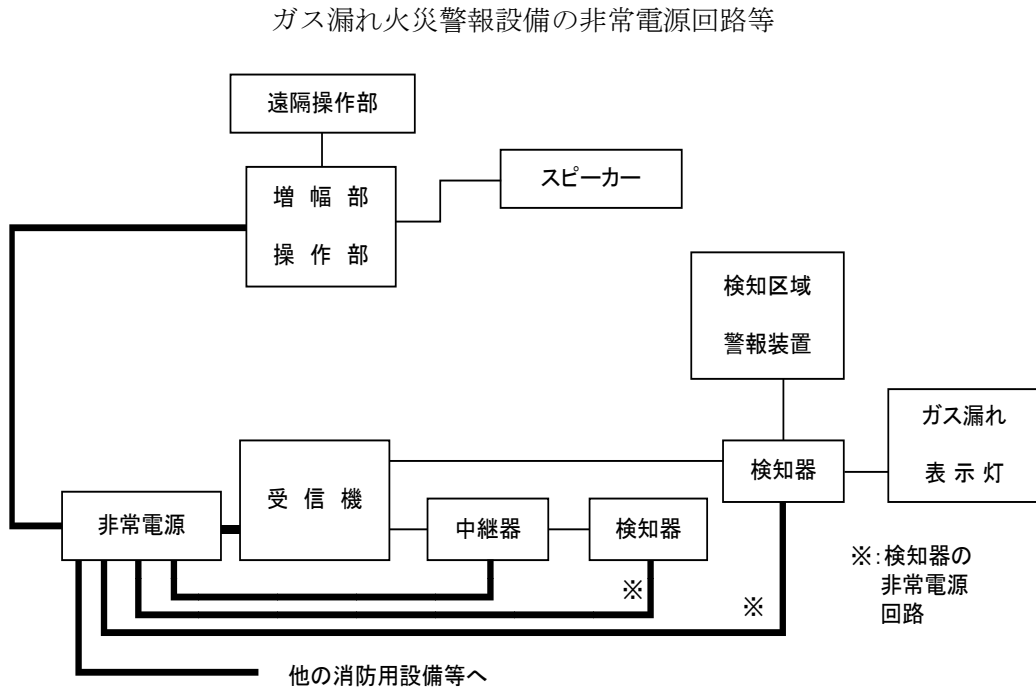 ガス漏れ火災警報設備の非常電源回路等
遠隔操作部
増幅部
操作部
スピーカー
検知区域
警報装置
ガス漏れ
表示灯
検知器
受信機
非常電源
中継器
検知器
※
※
※:検知器の
非常電源
回路
他の消防用設備等へ